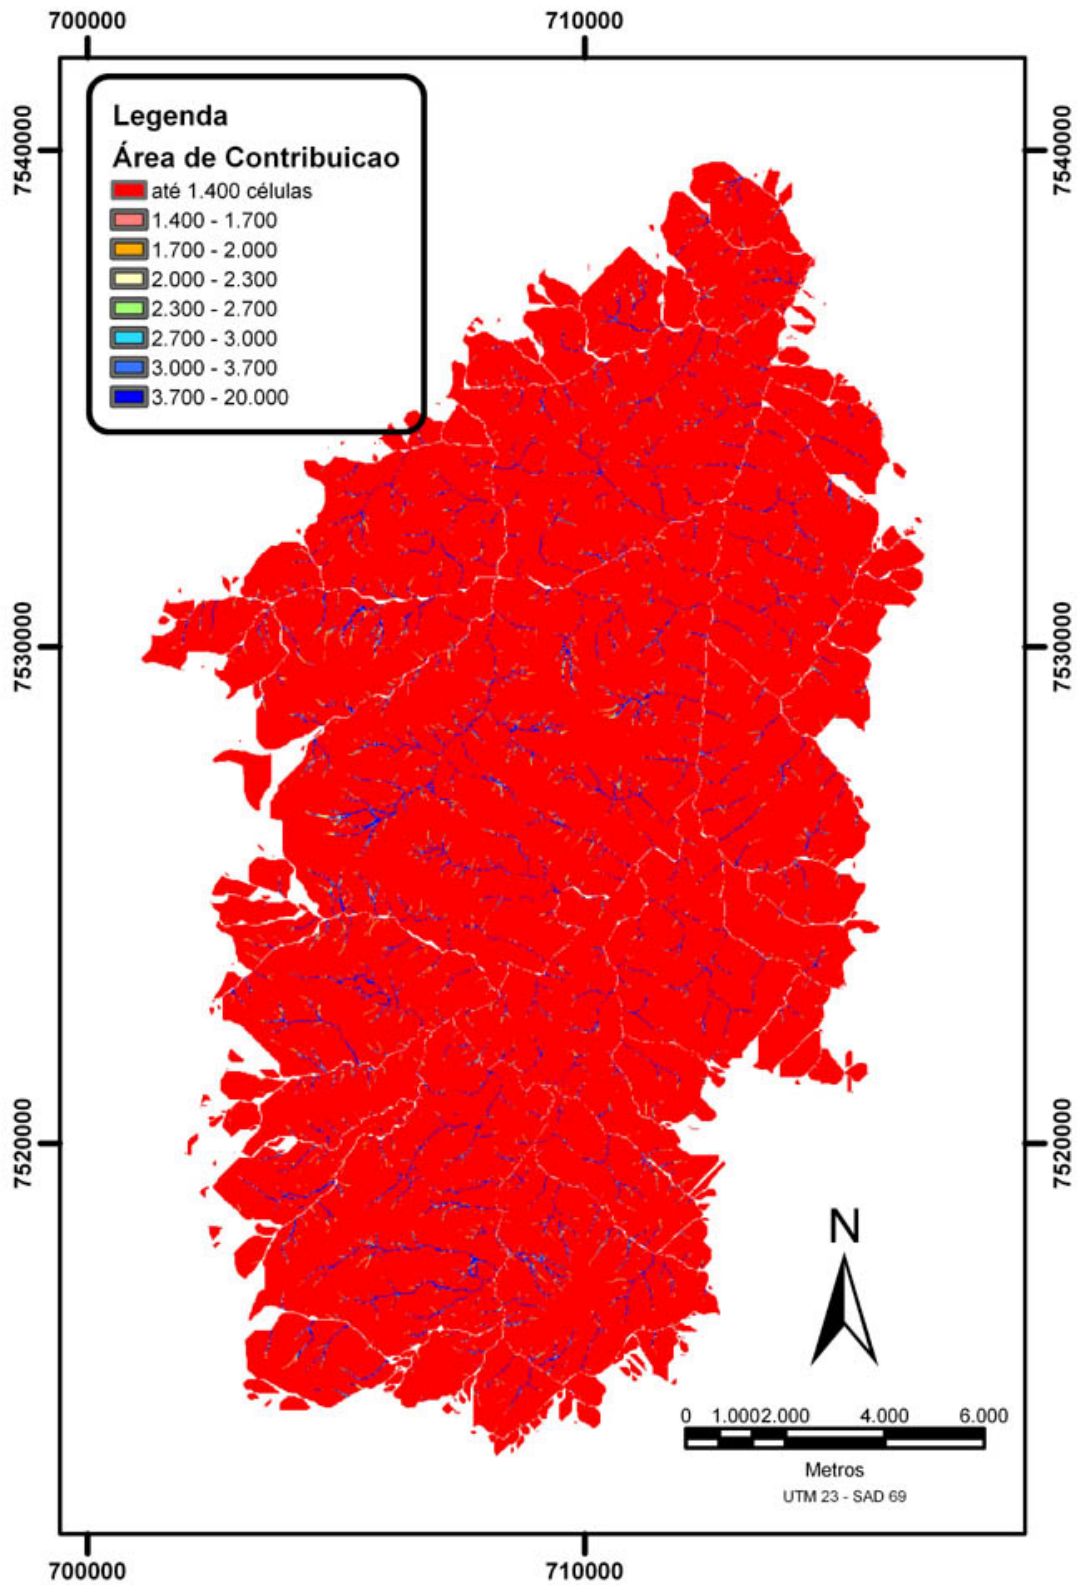 700000 710000
7540000 7540000
Legenda
Área de Contribuicao
até 1.400 células
1.400 - 1.700
1.700 - 2.000
2.000 - 2.300
2.300 - 2.700
2.700 - 3.000
3.000 - 3.700
3.700 - 20.000
7530000 7530000
7520000 7520000
N
0 1.0002.000 4.000 6.000
Metros
UTM 23 - SAD 69
700000 710000